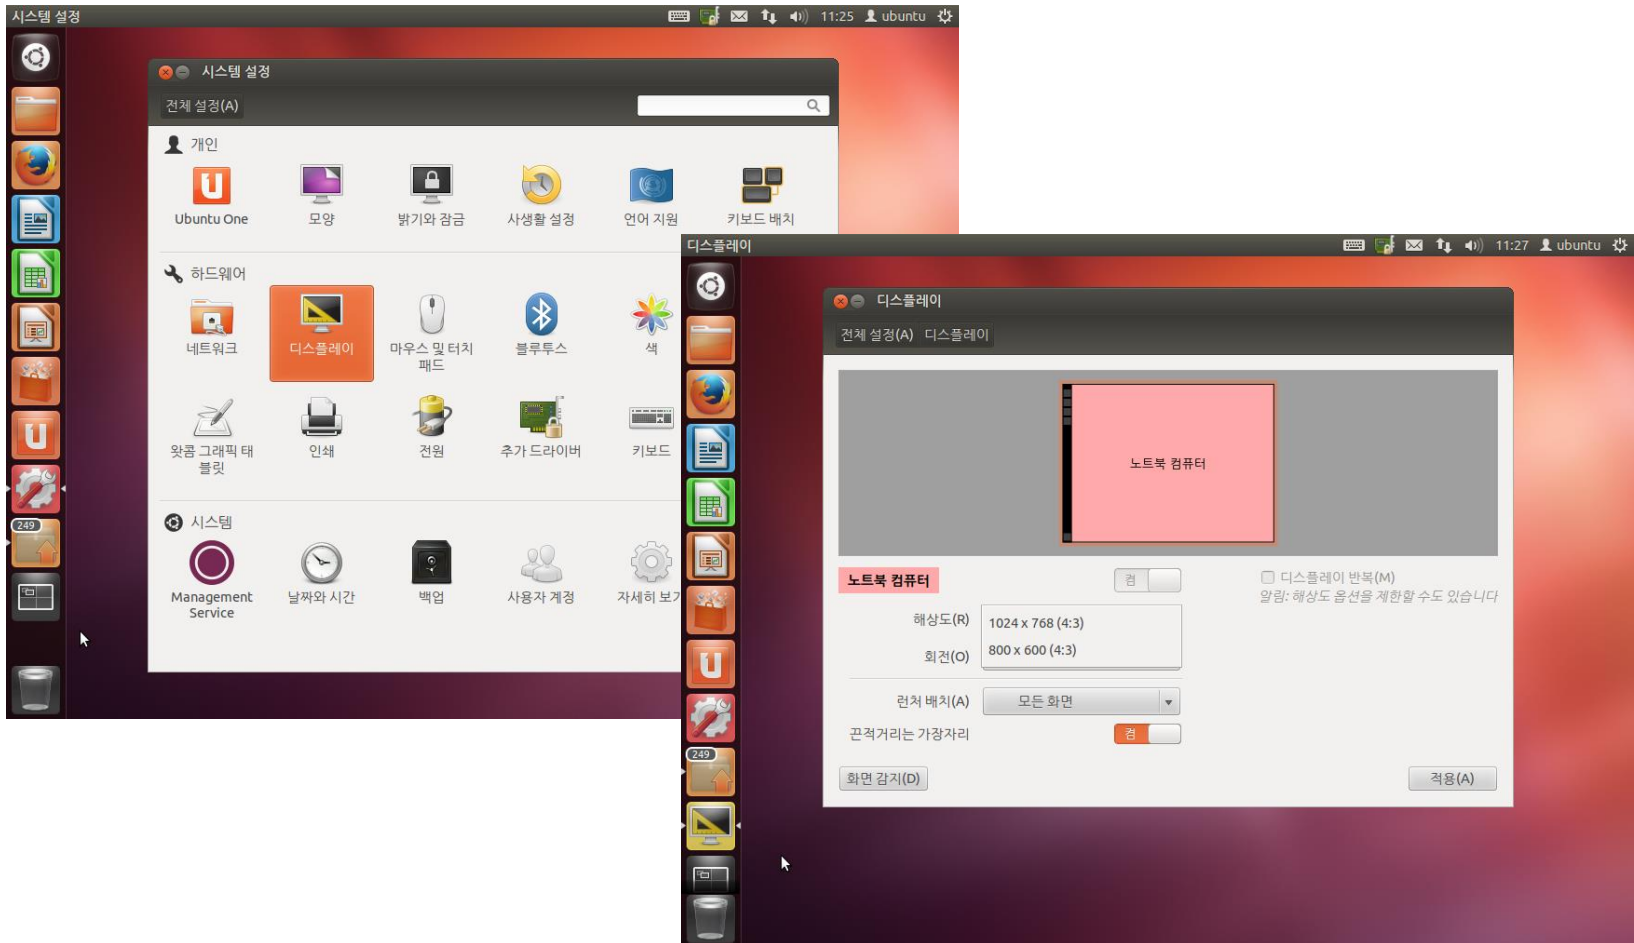 시스템 설정
11:25
ubuntu
시스템 설정
전체 설정(A)
개인
Ubuntu One
모양
밝기와 잠금
사생활 설정
언어 지원
키보드 배치
하드웨어
네트워크
디스플레이
마우스 및 터치
패드
블루투스
색
왓콤 그래픽 태
블릿
인쇄
전원
추가 드라이버
키보드
시스템
Management
Service
날짜와 시간
백업
사용자 계정
자세히 보기
249
디스플레이
11:27
ubuntu
디스플레이
전체 설정(A) 디스플레이
노트북 컴퓨터
노트북 컴퓨터
켬
디스플레이 반복(M)
알림: 해상도 옵션을 제한할 수도 있습니다
해상도(R)
1024 x 768 (4:3)
800 x 600 (4:3)
회전(O)
런처 배치(A)
모든 화면
끈적거리는 가장자리
켬
화면 감지(D)
적용(A)
249